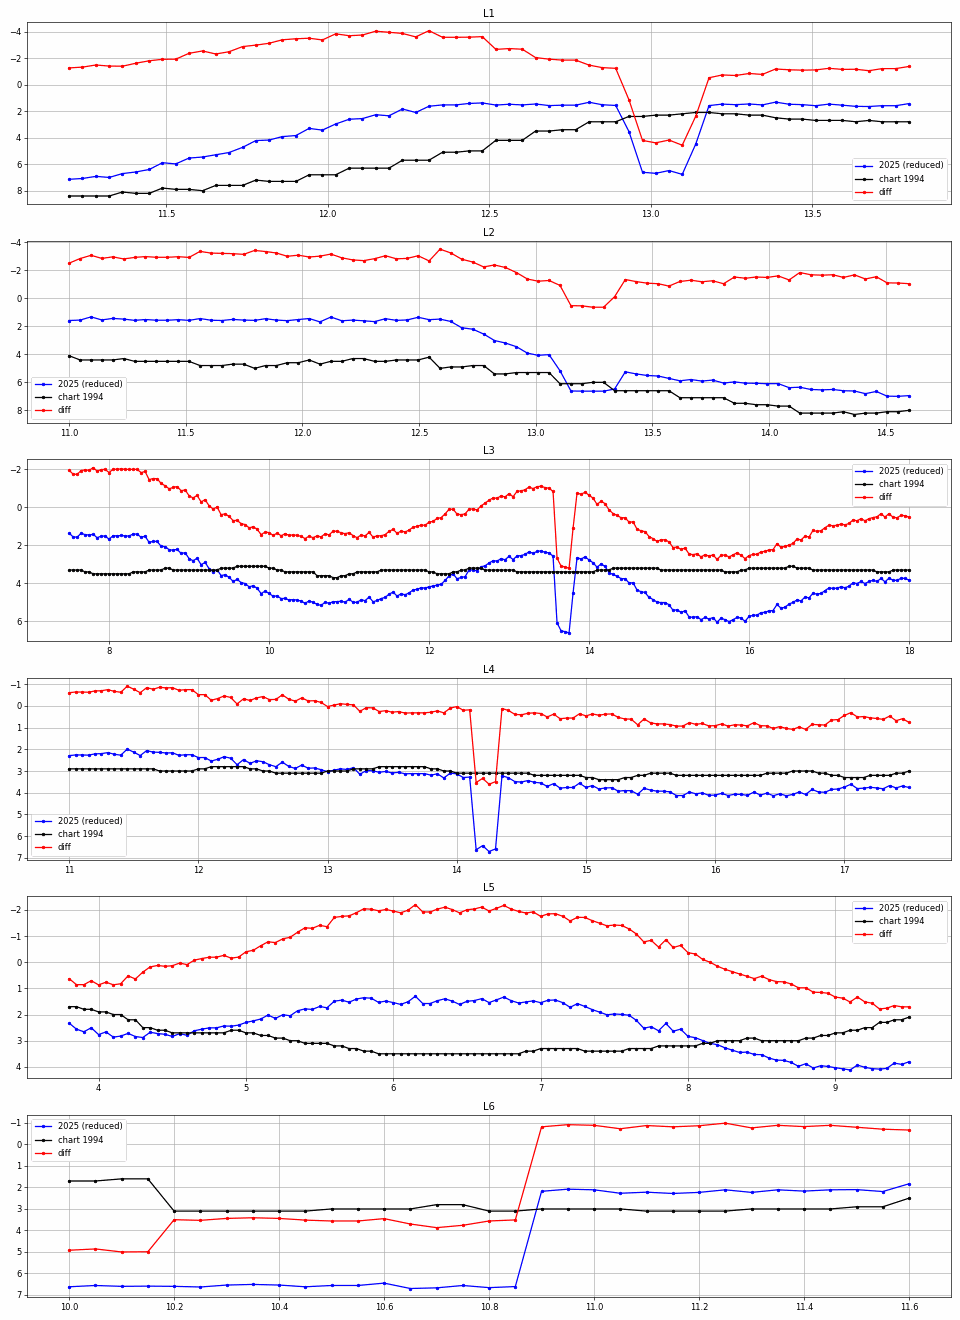 L1
−4
−2
0
2
4
6
8
2025 (reduced)
chart 1994
diff
11.5 12.0 12.5 13.0 13.5
L2
−4
−2
0
2
4
6
8
2025 (reduced)
chart 1994
diff
11.0 11.5 12.0 12.5 13.0 13.5 14.0 14.5
L3
−2
0
2
4
6
2025 (reduced)
chart 1994
diff
8 10 12 14 16 18
L4
−1
0
1
2
3
4
5
6
7
2025 (reduced)
chart 1994
diff
11 12 13 14 15 16 17
L5
−2
−1
0
1
2
3
4
2025 (reduced)
chart 1994
diff
4 5 6 7 8 9
L6
−1
0
1
2
3
4
5
6
7
2025 (reduced)
chart 1994
diff
10.0 10.2 10.4 10.6 10.8 11.0 11.2 11.4 11.6